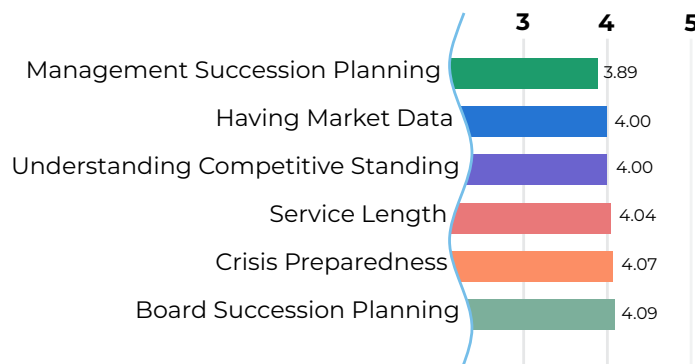 3 4 5
Management Succession Planning 3.89
Having Market Data 4.00
Understanding Competitive Standing 4.00
Service Length 4.04
Crisis Preparedness 4.07
Board Succession Planning 4.09